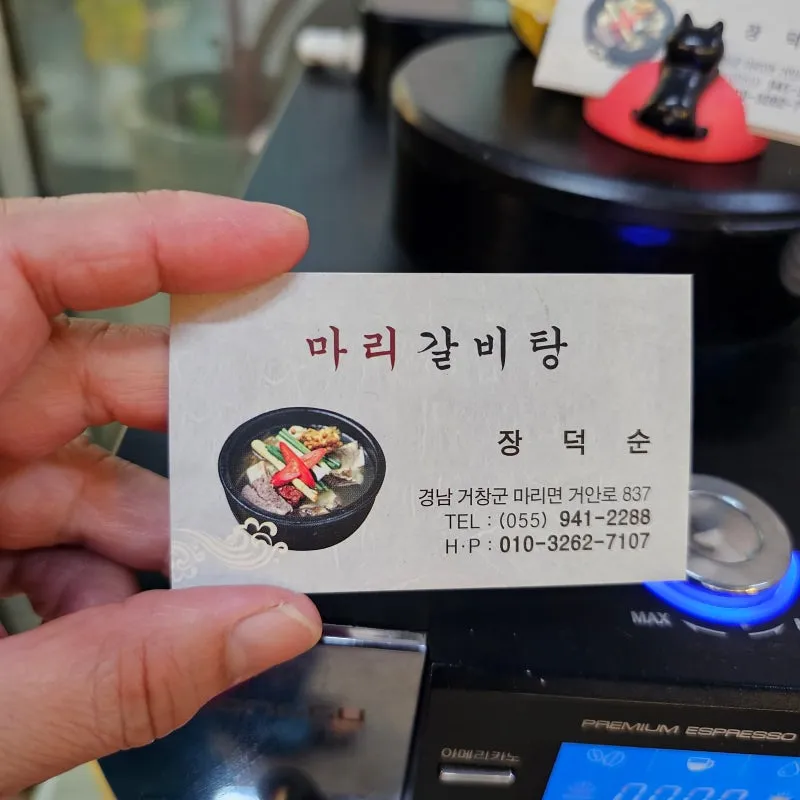 마리갈비탕
장 덕 순
경남 거창군 마리면 거안로 837
TEL : (055) 941-2288
H·P : 010-3262-7107
MAX
PREMIUM ESPRESSO
아메리카노